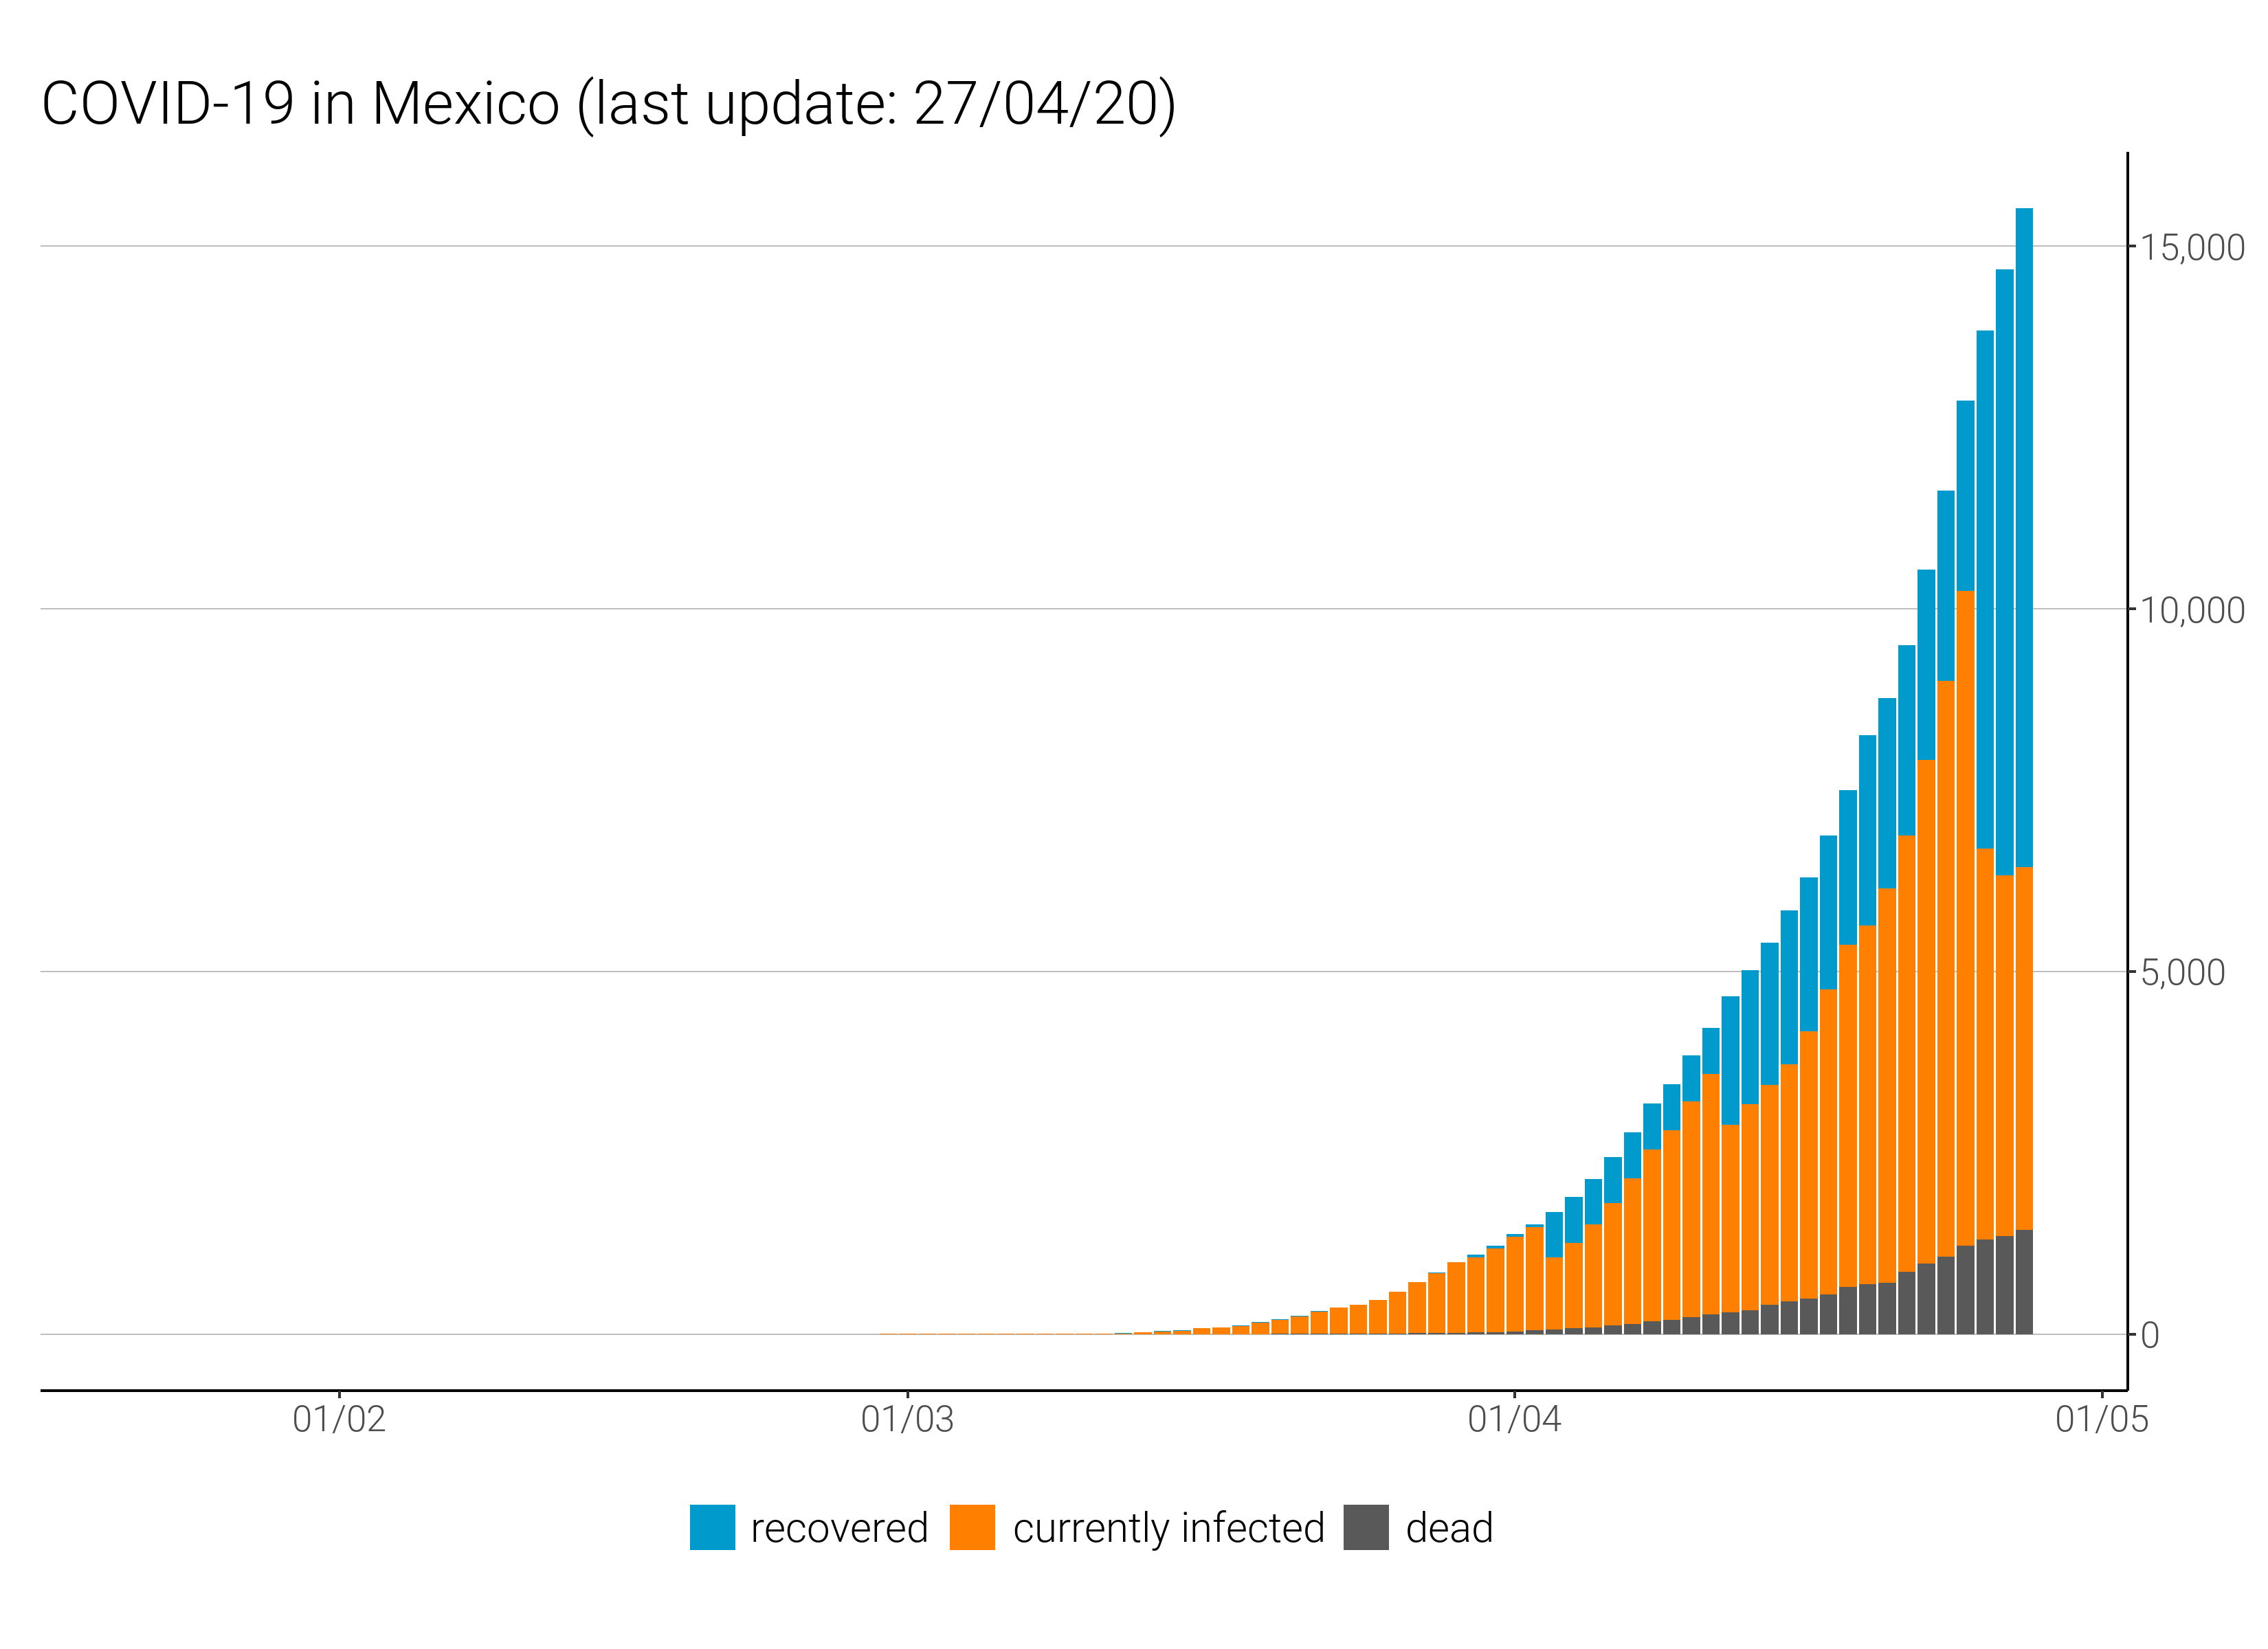 COVID-19 in Mexico (last update: 27/04/20)
15,000
10,000
5,000
0
01/02 01/03 01/04 01/05
recovered currently infected dead